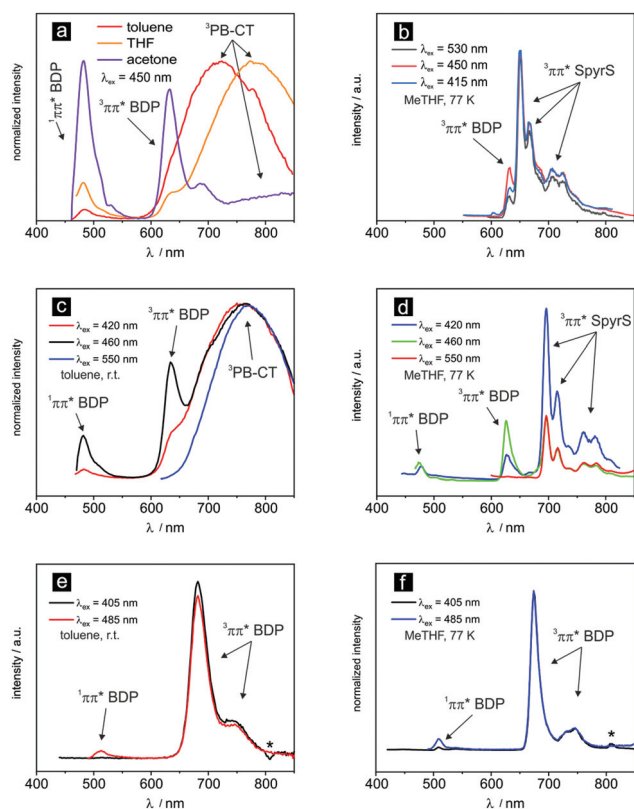 a
toluene
THF
acetone
λex = 450 nm
³PB-CT
¹ππ* BDP
³ππ* BDP
normalized intensity
400 500 600 700 800
λ / nm
b
λex = 530 nm
λex = 450 nm
λex = 415 nm
MeTHF, 77 K
³ππ* SpyrS
³ππ* BDP
intensity / a.u.
400 500 600 700 800
λ / nm
c
λex = 420 nm
λex = 460 nm
λex = 550 nm
toluene, r.t.
³ππ* BDP
³PB-CT
¹ππ* BDP
normalized intensity
400 500 600 700 800
λ / nm
d
λex = 420 nm
λex = 460 nm
λex = 550 nm
MeTHF, 77 K
³ππ* SpyrS
³ππ* BDP
¹ππ* BDP
intensity / a.u.
400 500 600 700 800
λ / nm
e
λex = 405 nm
λex = 485 nm
toluene, r.t.
³ππ* BDP
¹ππ* BDP
*
intensity / a.u.
400 500 600 700 800
λ / nm
f
λex = 405 nm
λex = 485 nm
MeTHF, 77 K
³ππ* BDP
¹ππ* BDP
*
normalized intensity
400 500 600 700 800
λ / nm